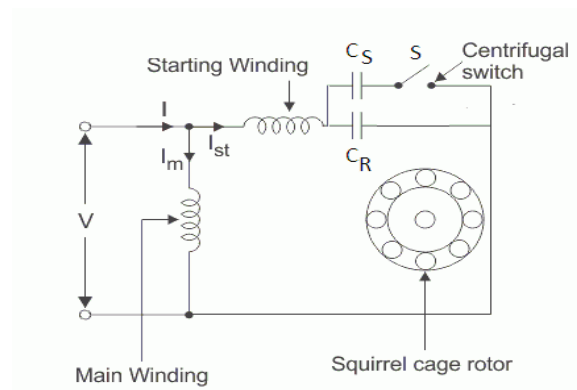 C_S
S
Centrifugal
switch
Starting Winding
I
I_st
C_R
I_m
V
Main Winding
Squirrel cage rotor